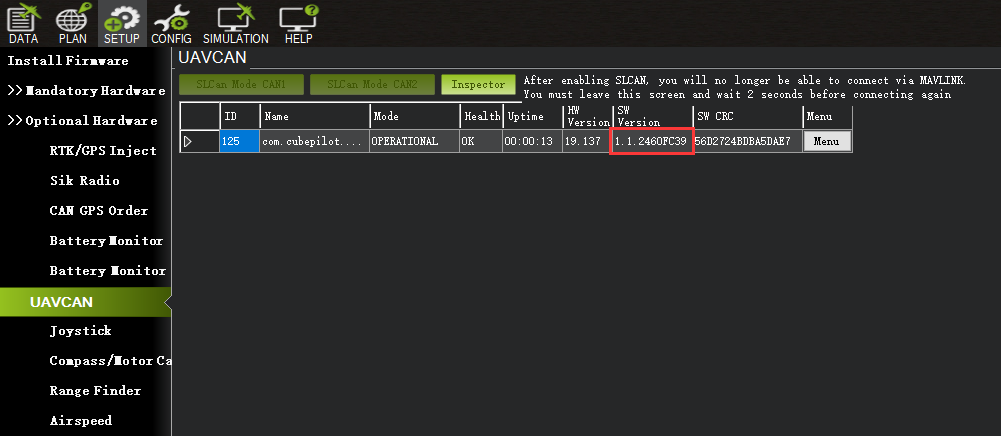 DATA PLAN SETUP CONFIG SIMULATION HELP
Install Firmware
>> Mandatory Hardware
>> Optional Hardware
RTK/GPS Inject
Sik Radio
CAN GPS Order
Battery Monitor
Battery Monitor
UAVCAN
Joystick
Compass/Motor Ca
Range Finder
Airspeed
UAVCAN
SLCan Mode CAN1 SLCan Mode CAN2 Inspector
After enabling SLCAN, you will no longer be able to connect via MAVLINK.
You must leave this screen and wait 2 seconds before connecting again
ID Name Mode Health Uptime HW Version SW Version SW CRC Menu
125 com.cubepilot.... OPERATIONAL OK 00:00:13 19.137 1.1.2460FC39 56D2724BDBA5DAE7 Menu